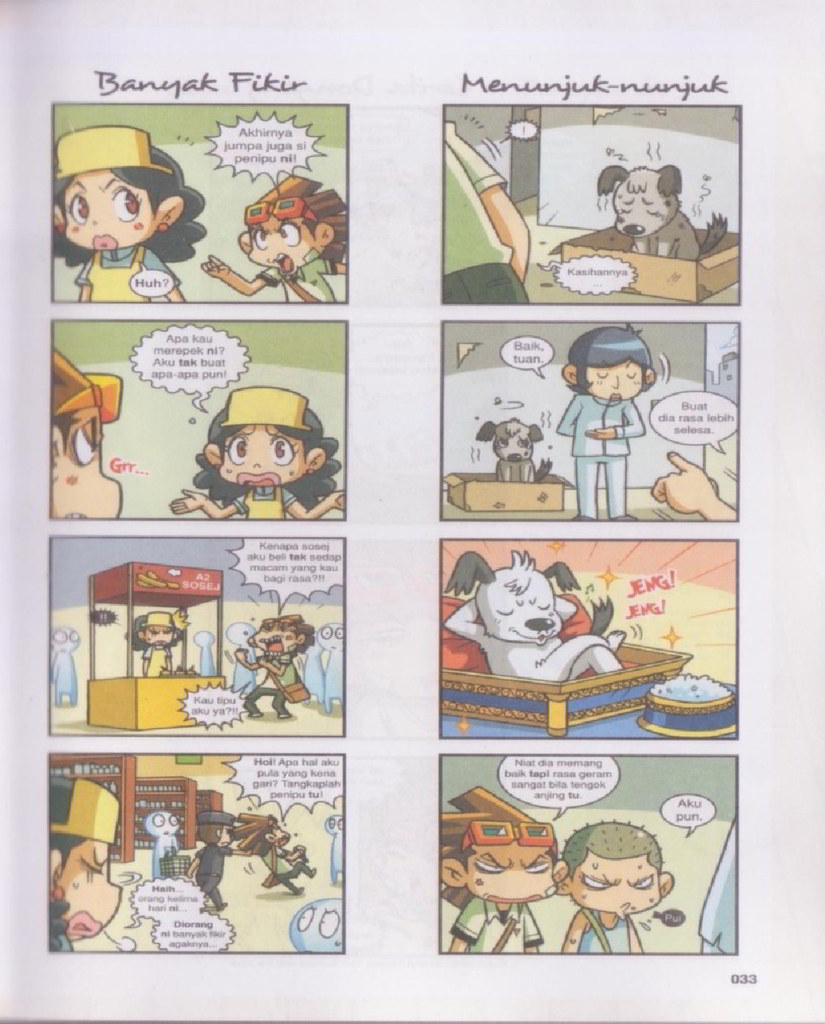 Banyak Fikir
Akhirnya
jumpa juga si
penipu ni!
Huh?
Apa kau
merepek ni?
Aku tak buat
apa-apa pun!
Grr...
Kenapa sosej
aku beli tak sedap
macam yang kau
bagi rasa?!!
A2
SOSEJ
!!
Kau tipu
aku ya?!!
Hoi! Apa hal aku
pula yang kena
gari? Tangkaplah
penipu tu!
Haih...
orang kelima
hari ni...
Diorang
ni banyak fikir
agaknya...
Menunjuk-nunjuk
!
Kasihannya
...
Baik,
tuan.
Buat
dia rasa lebih
selesa.
JENG!
JENG!
Niat dia memang
baik tapi rasa geram
sangat bila tengok
anjing tu.
Aku
pun.
Pui
033